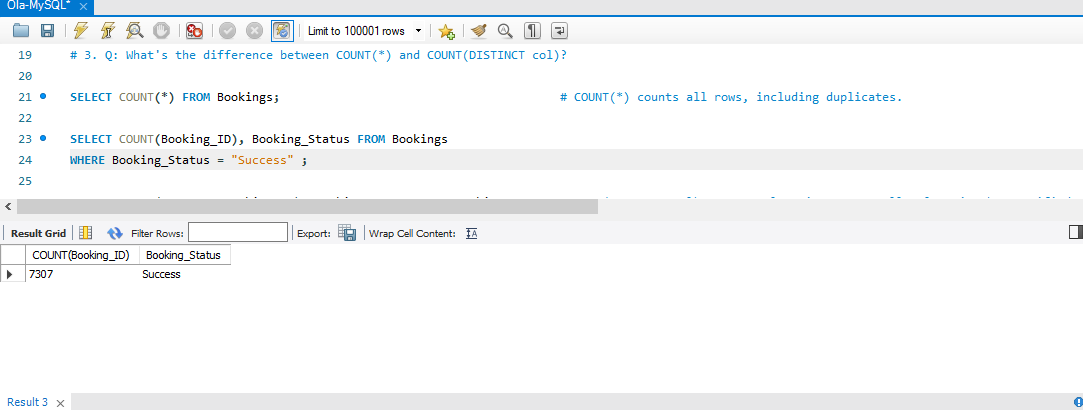 Ola-MySQL*
Limit to 100001 rows
19 # 3. Q: What's the difference between COUNT(*) and COUNT(DISTINCT col)?
20
21 SELECT COUNT(*) FROM Bookings; # COUNT(*) counts all rows, including duplicates.
22
23 SELECT COUNT(Booking_ID), Booking_Status FROM Bookings
24 WHERE Booking_Status = "Success" ;
25
Result Grid Filter Rows: Export: Wrap Cell Content:
COUNT(Booking_ID) Booking_Status
7307 Success
Result 3